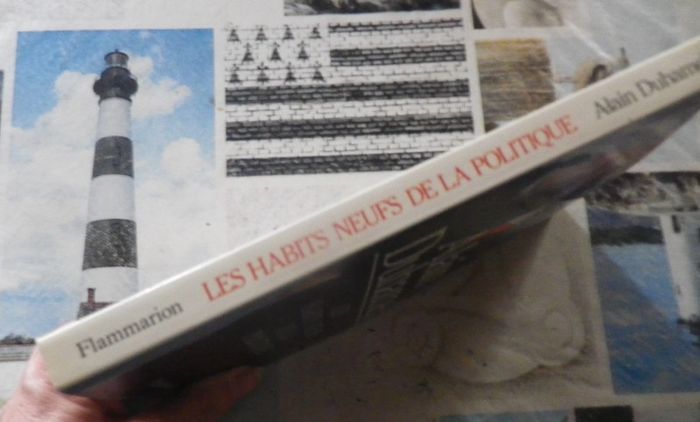 Flammarion LES HABITS NEUFS DE LA POLITIQUE Alain Duhamel